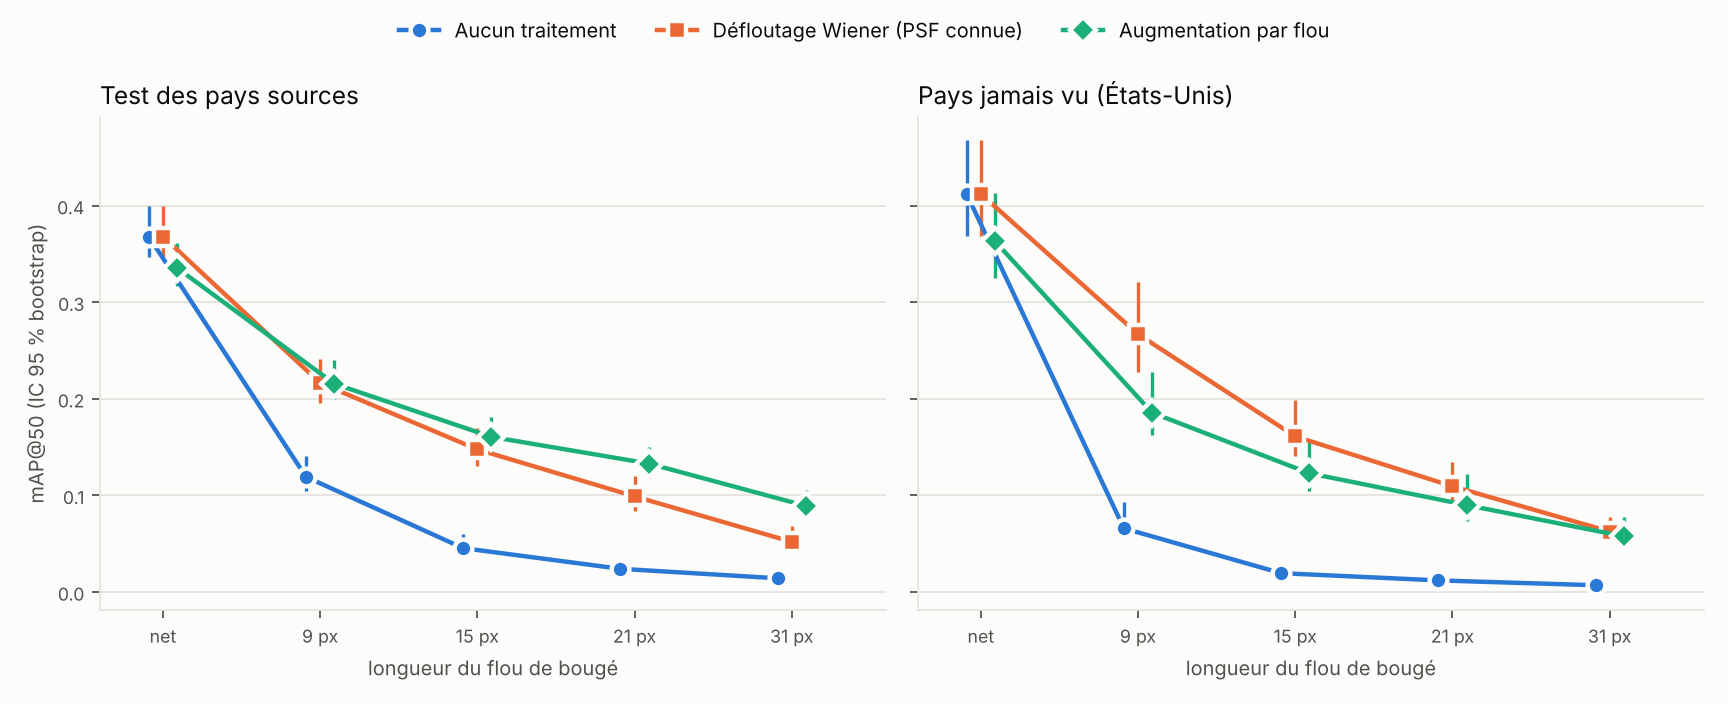 Aucun traitement
Défloutage Wiener (PSF connue)
Augmentation par flou
Test des pays sources
mAP@50 (IC 95 % bootstrap)
0.4
0.3
0.2
0.1
0.0
net
9 px
15 px
21 px
31 px
longueur du flou de bougé
Pays jamais vu (États-Unis)
net
9 px
15 px
21 px
31 px
longueur du flou de bougé